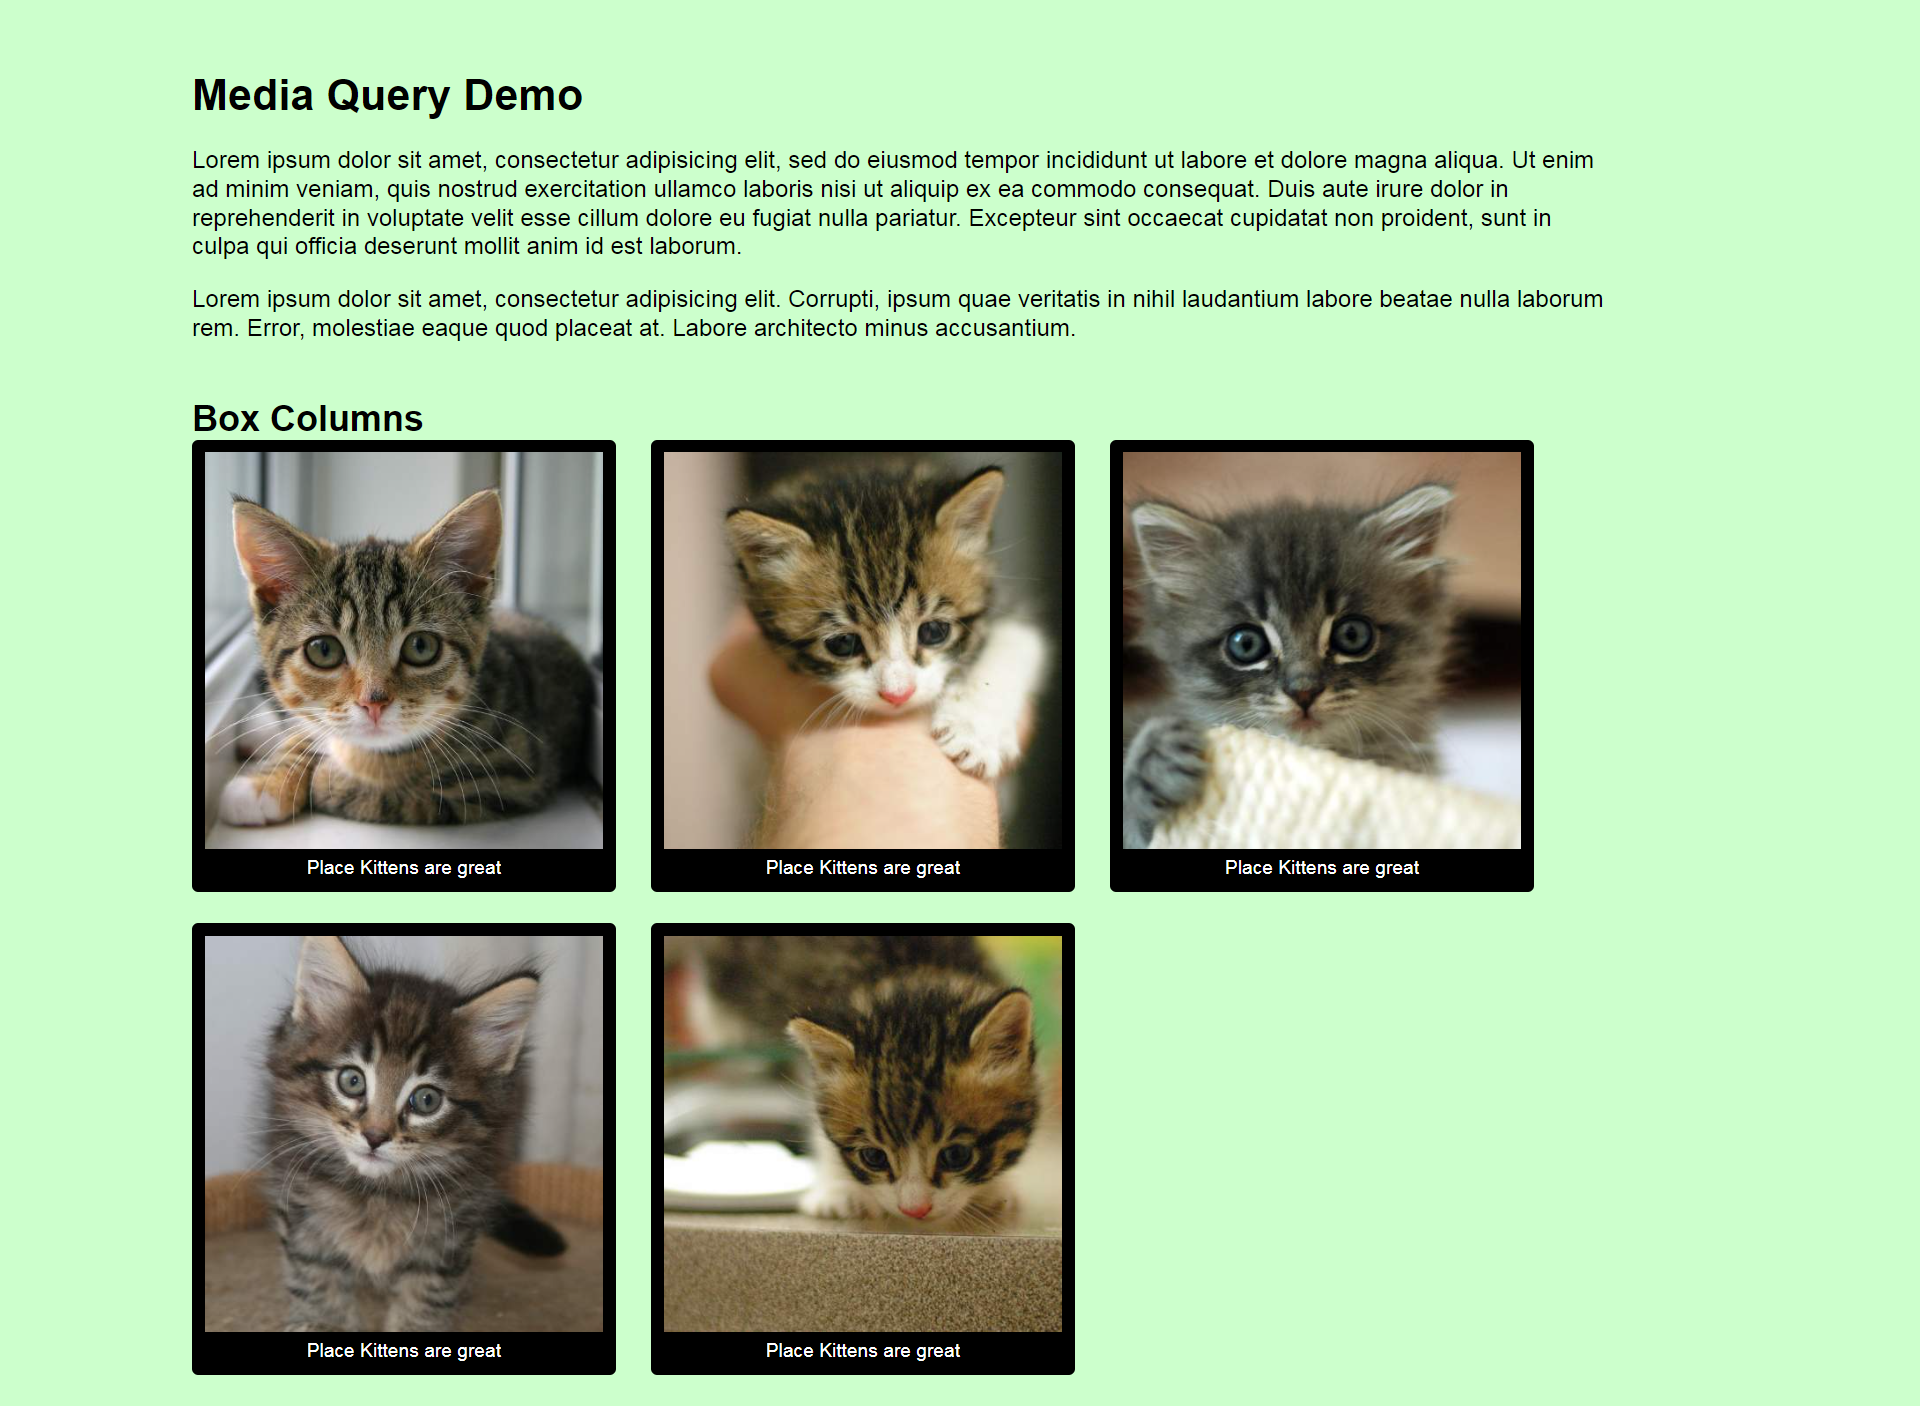 Media Query Demo
Lorem ipsum dolor sit amet, consectetur adipisicing elit, sed do eiusmod tempor incididunt ut labore et dolore magna aliqua. Ut enim
ad minim veniam, quis nostrud exercitation ullamco laboris nisi ut aliquip ex ea commodo consequat. Duis aute irure dolor in
reprehenderit in voluptate velit esse cillum dolore eu fugiat nulla pariatur. Excepteur sint occaecat cupidatat non proident, sunt in
culpa qui officia deserunt mollit anim id est laborum.
Lorem ipsum dolor sit amet, consectetur adipisicing elit. Corrupti, ipsum quae veritatis in nihil laudantium labore beatae nulla laborum
rem. Error, molestiae eaque quod placeat at. Labore architecto minus accusantium.
Box Columns
Place Kittens are great
Place Kittens are great
Place Kittens are great
Place Kittens are great
Place Kittens are great